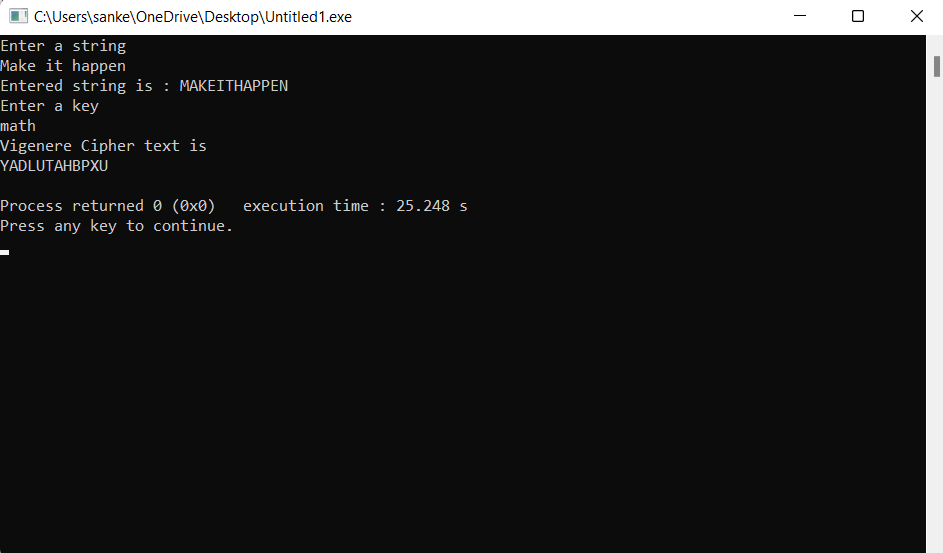 C:\Users\sanke\OneDrive\Desktop\Untitled1.exe
Enter a string
Make it happen
Entered string is : MAKEITHAPPEN
Enter a key
math
Vigenere Cipher text is
YADLUTAHBPXU
Process returned 0 (0x0)   execution time : 25.248 s
Press any key to continue.